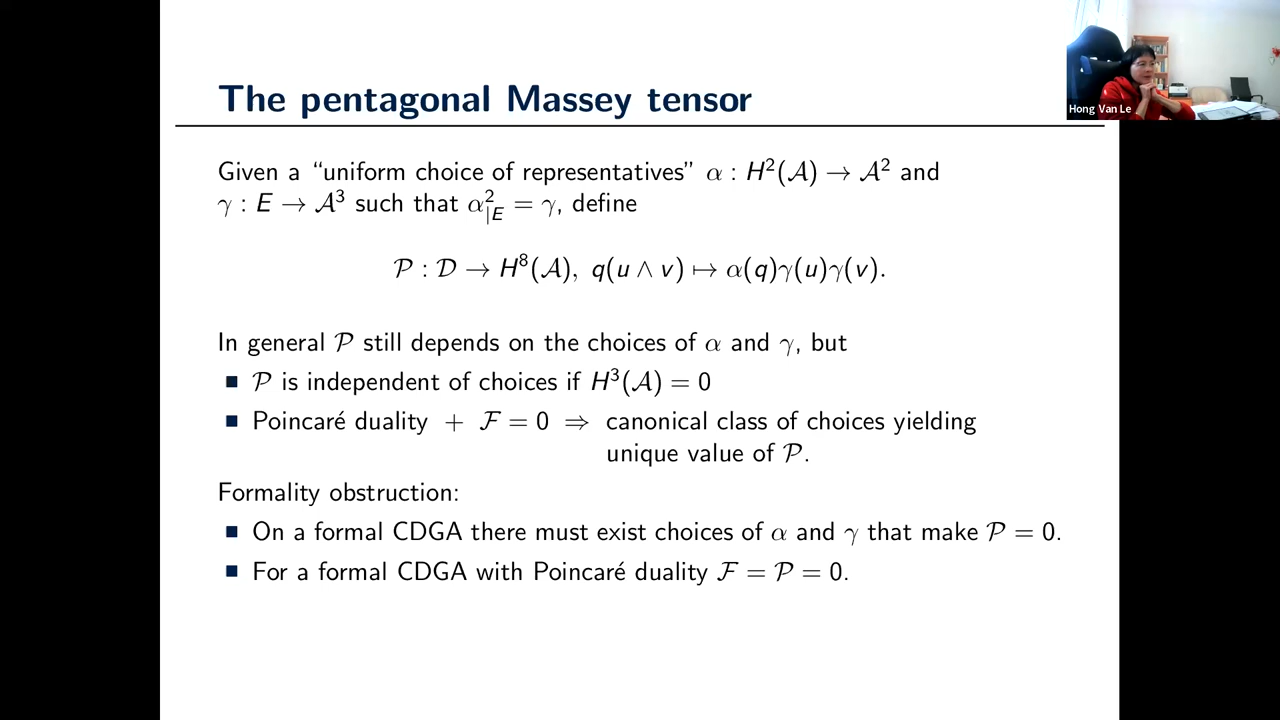 The pentagonal Massey tensor
Given a “uniform choice of representatives” α : H²(𝒜) → 𝒜² and
γ : E → 𝒜³ such that α²_{|E} = γ, define
𝒫 : 𝒟 → H⁸(𝒜), q(u ∧ v) ↦ α(q)γ(u)γ(v).
In general 𝒫 still depends on the choices of α and γ, but
■ 𝒫 is independent of choices if H³(𝒜) = 0
■ Poincaré duality + ℱ = 0 ⇒ canonical class of choices yielding
unique value of 𝒫.
Formality obstruction:
■ On a formal CDGA there must exist choices of α and γ that make 𝒫 = 0.
■ For a formal CDGA with Poincaré duality ℱ = 𝒫 = 0.
Hong Van Le